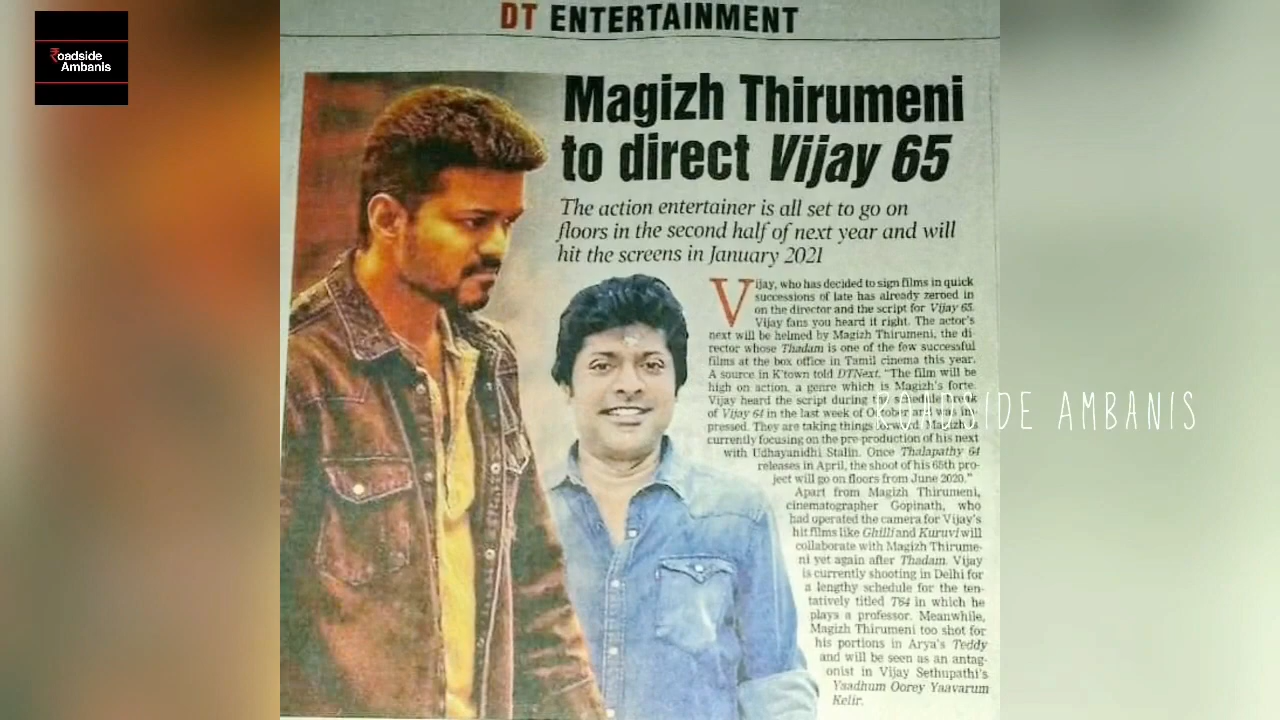 ₹oadside
Ambanis
DT ENTERTAINMENT
Magizh Thirumeni
to direct Vijay 65
The action entertainer is all set to go on
floors in the second half of next year and will
hit the screens in January 2021
Vijay, who has decided to sign films in quick
successions of late has already zeroed in
on the director and the script for Vijay 65.
Vijay fans you heard it right. The actor's
next will be helmed by Magizh Thirumeni, the di-
rector whose Thadam is one of the few successful
films at the box office in Tamil cinema this year.
A source in K'town told DTNext, "The film will be
high on action, a genre which is Magizh's forte.
Vijay heard the script during the schedule break
of Vijay 64 in the last week of October and was im-
pressed. They are taking things forward. Magizh is
currently focusing on the pre-production of his next
with Udhayanidhi Stalin. Once Thalapathy 64
releases in April, the shoot of his 65th pro-
ject will go on floors from June 2020."
Apart from Magizh Thirumeni,
cinematographer Gopinath, who
had operated the camera for Vijay's
hit films like Ghilli and Kuruvi will
collaborate with Magizh Thirume-
ni yet again after Thadam. Vijay
is currently shooting in Delhi for
a lengthy schedule for the ten-
tatively titled T64 in which he
plays a professor. Meanwhile,
Magizh Thirumeni too shot for
his portions in Arya's Teddy
and will be seen as an antag-
onist in Vijay Sethupathi's
Yaadhum Oorey Yaavarum
Kelir.
ROADSIDE AMBANIS